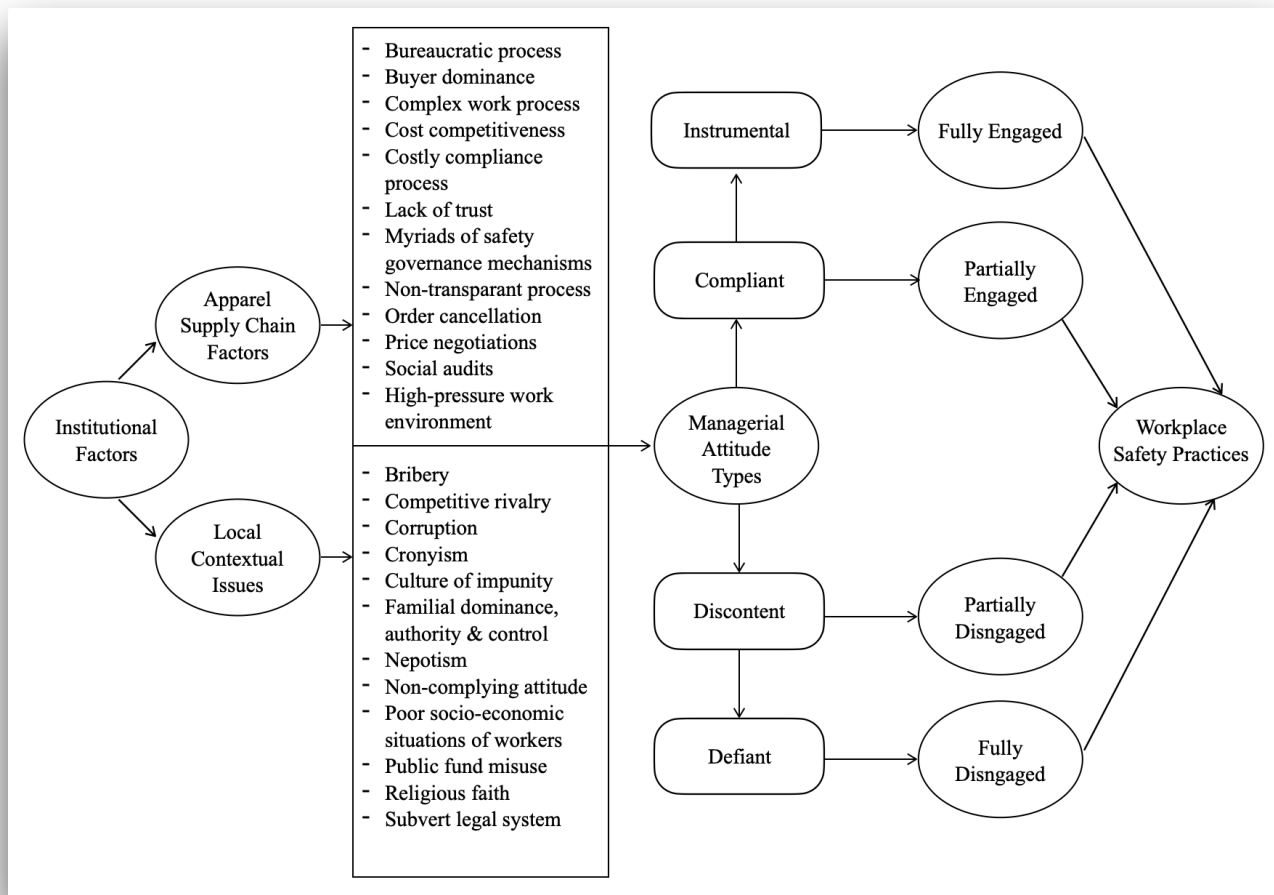 Institutional
Factors
Apparel
Supply Chain
Factors
Local
Contextual
Issues
- Bureaucratic process
- Buyer dominance
- Complex work process
- Cost competitiveness
- Costly compliance
process
- Lack of trust
- Myriads of safety
governance mechanisms
- Non-transparant process
- Order cancellation
- Price negotiations
- Social audits
- High-pressure work
environment
- Bribery
- Competitive rivalry
- Corruption
- Cronyism
- Culture of impunity
- Familial dominance,
authority & control
- Nepotism
- Non-complying attitude
- Poor socio-economic
situations of workers
- Public fund misuse
- Religious faith
- Subvert legal system
Instrumental
Compliant
Managerial
Attitude
Types
Discontent
Defiant
Fully Engaged
Partially
Engaged
Partially
Disngaged
Fully
Disngaged
Workplace
Safety Practices